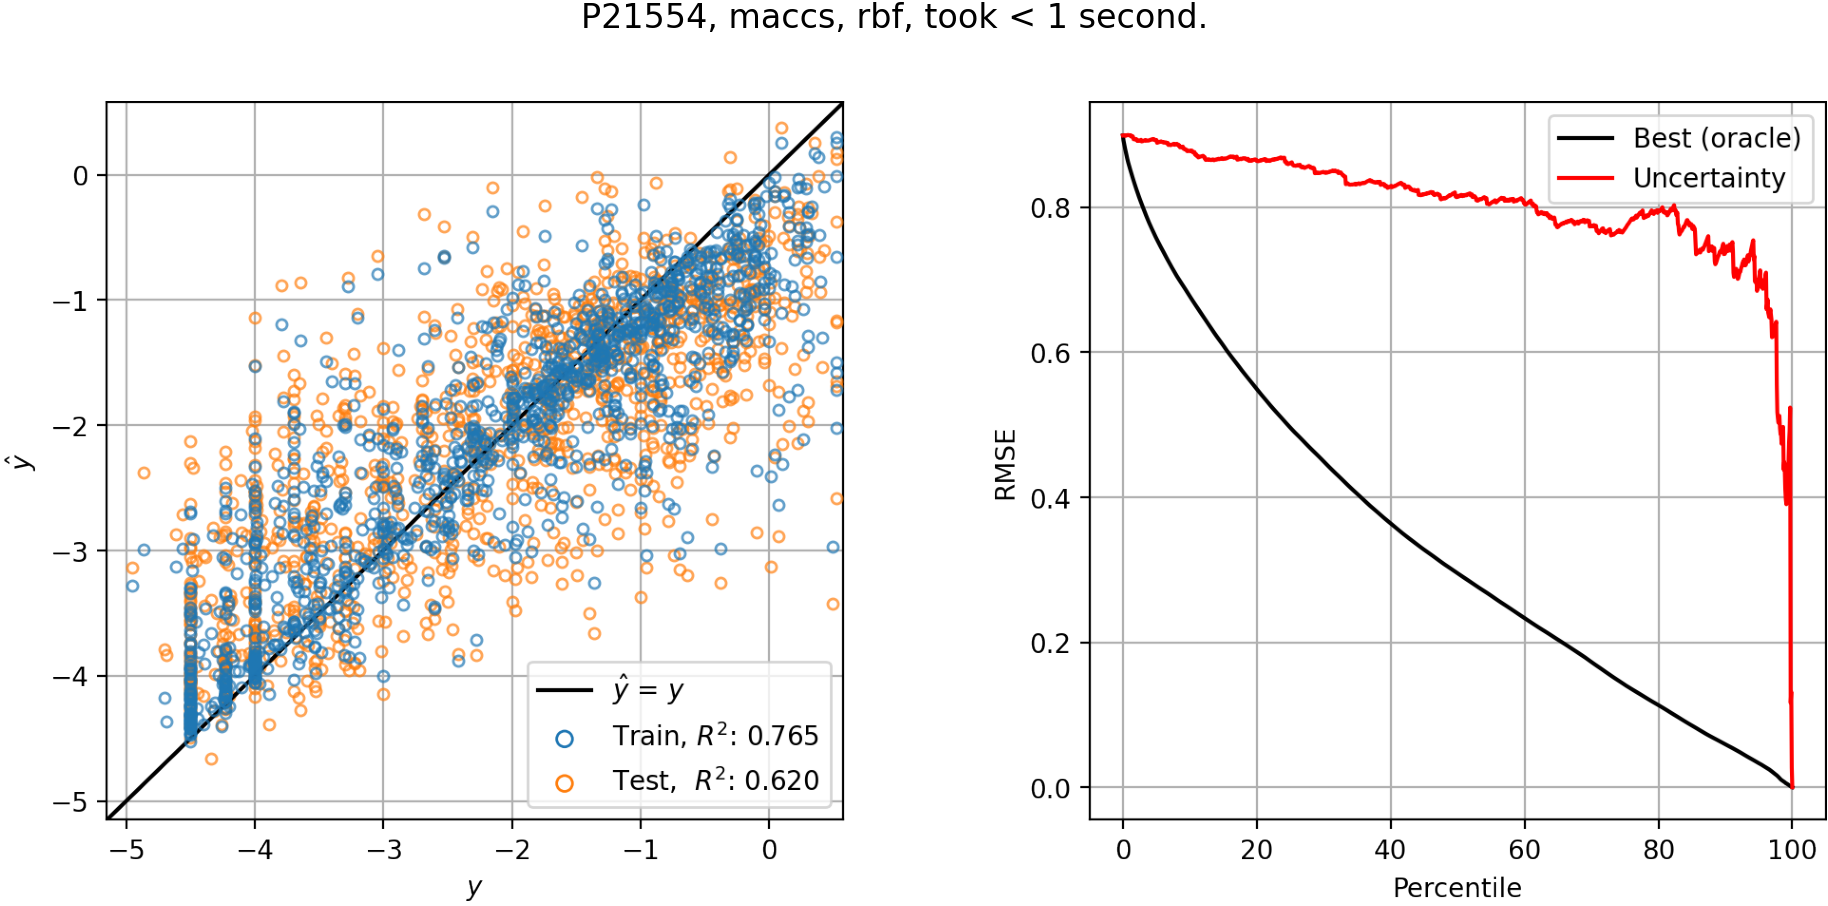 P21554, maccs, rbf, took < 1 second.
0
−1
−2
−3
−4
−5
ŷ
−5 −4 −3 −2 −1 0
y
ŷ = y
Train, R²: 0.765
Test, R²: 0.620
0.8
0.6
0.4
0.2
0.0
RMSE
0 20 40 60 80 100
Percentile
Best (oracle)
Uncertainty